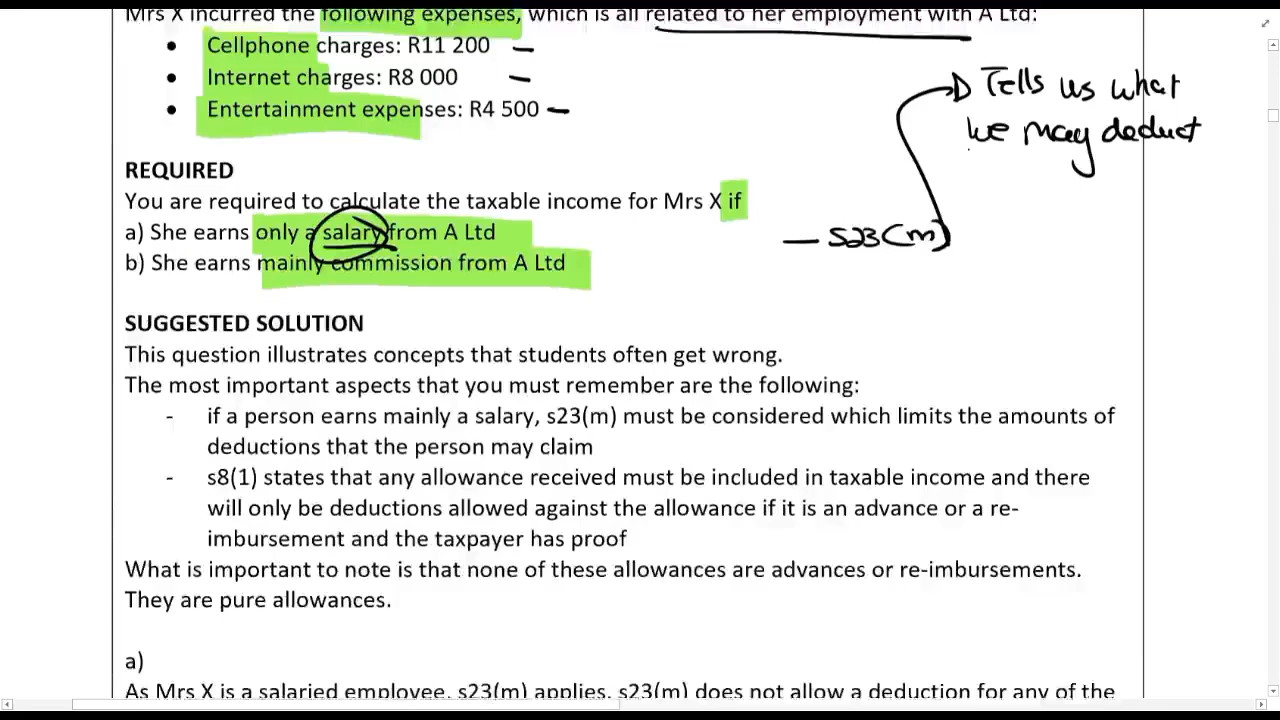 Mrs X incurred the following expenses, which is all related to her employment with A Ltd:
• Cellphone charges: R11 200
• Internet charges: R8 000
• Entertainment expenses: R4 500
Tells us what
we may deduct
s23(m)
REQUIRED
You are required to calculate the taxable income for Mrs X if
a) She earns only a salary from A Ltd
b) She earns mainly commission from A Ltd
SUGGESTED SOLUTION
This question illustrates concepts that students often get wrong.
The most important aspects that you must remember are the following:
- if a person earns mainly a salary, s23(m) must be considered which limits the amounts of
deductions that the person may claim
- s8(1) states that any allowance received must be included in taxable income and there
will only be deductions allowed against the allowance if it is an advance or a re-
imbursement and the taxpayer has proof
What is important to note is that none of these allowances are advances or re-imbursements.
They are pure allowances.
a)
As Mrs X is a salaried employee, s23(m) applies. s23(m) does not allow a deduction for any of the